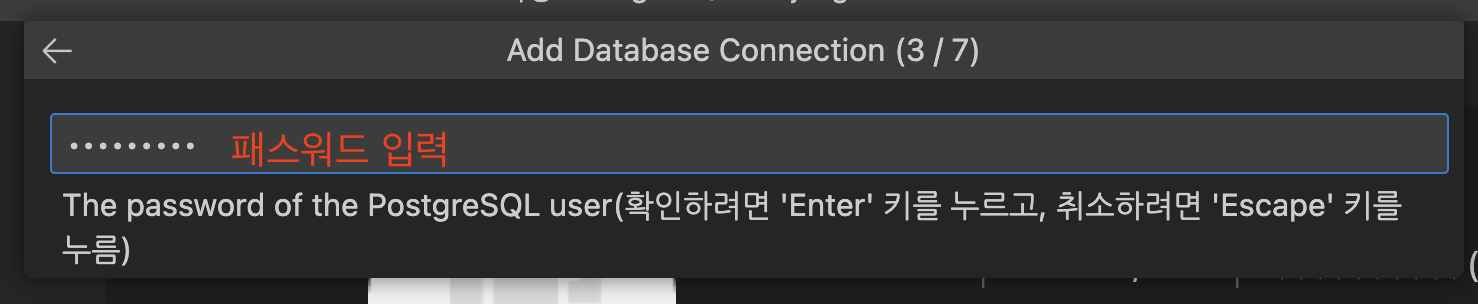 Add Database Connection (3 / 7)
••••••••• 패스워드 입력
The password of the PostgreSQL user(확인하려면 'Enter' 키를 누르고, 취소하려면 'Escape' 키를
누름)